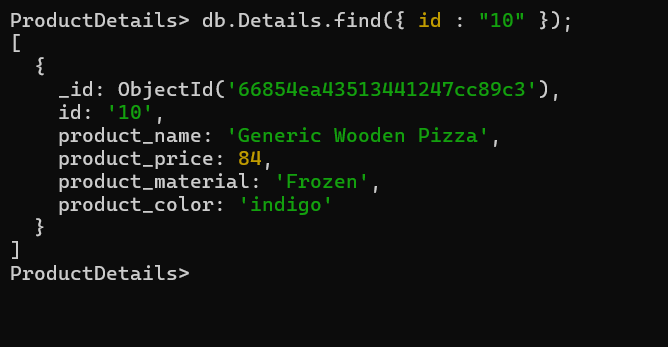 ProductDetails> db.Details.find({ id : "10" });
[
  {
    _id: ObjectId('66854ea43513441247cc89c3'),
    id: '10',
    product_name: 'Generic Wooden Pizza',
    product_price: 84,
    product_material: 'Frozen',
    product_color: 'indigo'
  }
]
ProductDetails>